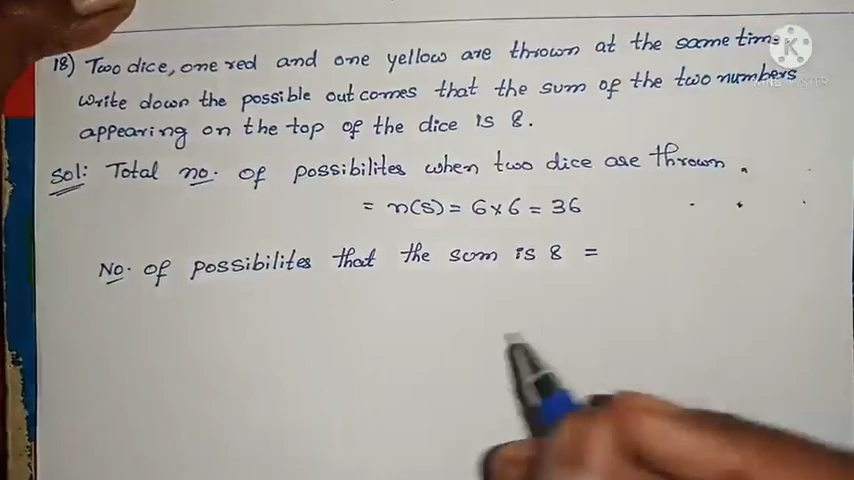 18) Two dice, one red and one yellow are thrown at the same time
write down the possible outcomes that the sum of the two numbers
appearing on the top of the dice is 8.
Sol: Total no. of possibilites when two dice are thrown
= n(S) = 6×6 = 36
No. of possibilites that the sum is 8 =
K